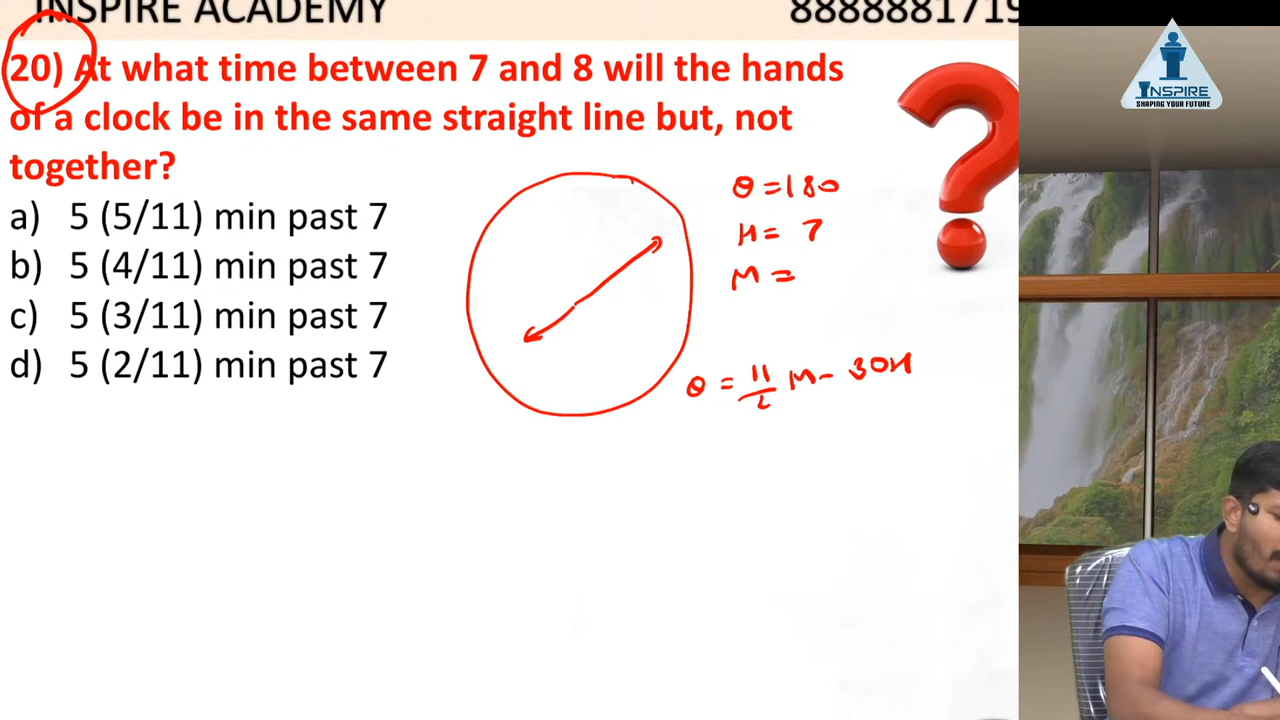 INSPIRE ACADEMY 8888881719
INSPIRE
SHAPING YOUR FUTURE
20) At what time between 7 and 8 will the hands
of a clock be in the same straight line but, not
together?
a) 5 (5/11) min past 7
b) 5 (4/11) min past 7
c) 5 (3/11) min past 7
d) 5 (2/11) min past 7
θ = 180
H = 7
M =
θ = 11/2 M - 30H